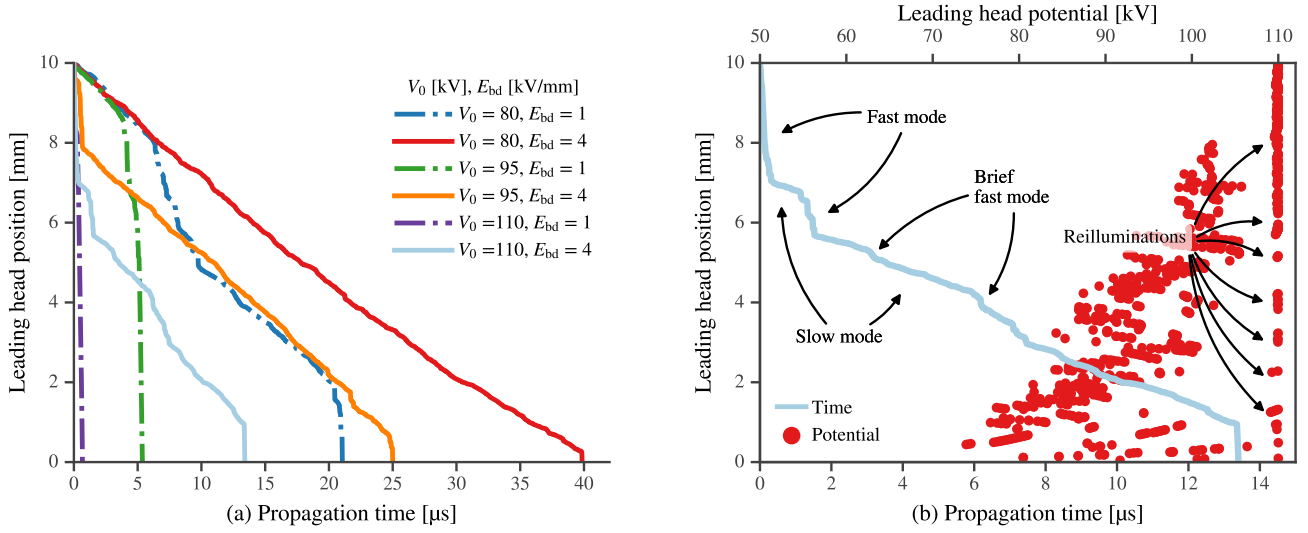 Leading head potential [kV]
50 60 70 80 90 100 110
10
8
6
4
2
0
Leading head position [mm]
V0 [kV], Ebd [kV/mm]
V0 = 80, Ebd = 1
V0 = 80, Ebd = 4
V0 = 95, Ebd = 1
V0 = 95, Ebd = 4
V0 =110, Ebd = 1
V0 =110, Ebd = 4
0 5 10 15 20 25 30 35 40
(a) Propagation time [µs]
10
8
6
4
2
0
Leading head position [mm]
Fast mode
Brief
fast mode
Reilluminations
Slow mode
Time
Potential
0 2 4 6 8 10 12 14
(b) Propagation time [µs]